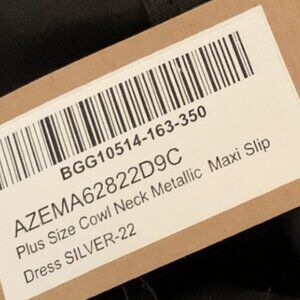 BGG10514-163-350
AZEMA62822D9C
Plus Size Cowl Neck Metallic Maxi Slip
Dress SILVER-22